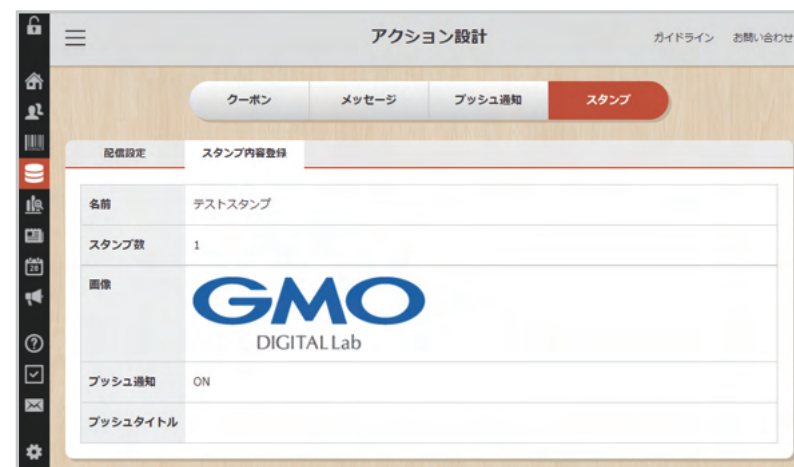 アクション設計
ガイドライン お問い合わせ
クーポン メッセージ プッシュ通知 スタンプ
配信設定 スタンプ内容登録
名前 テストスタンプ
スタンプ数 1
画像
GMO
DIGITAL Lab
プッシュ通知 ON
プッシュタイトル
28